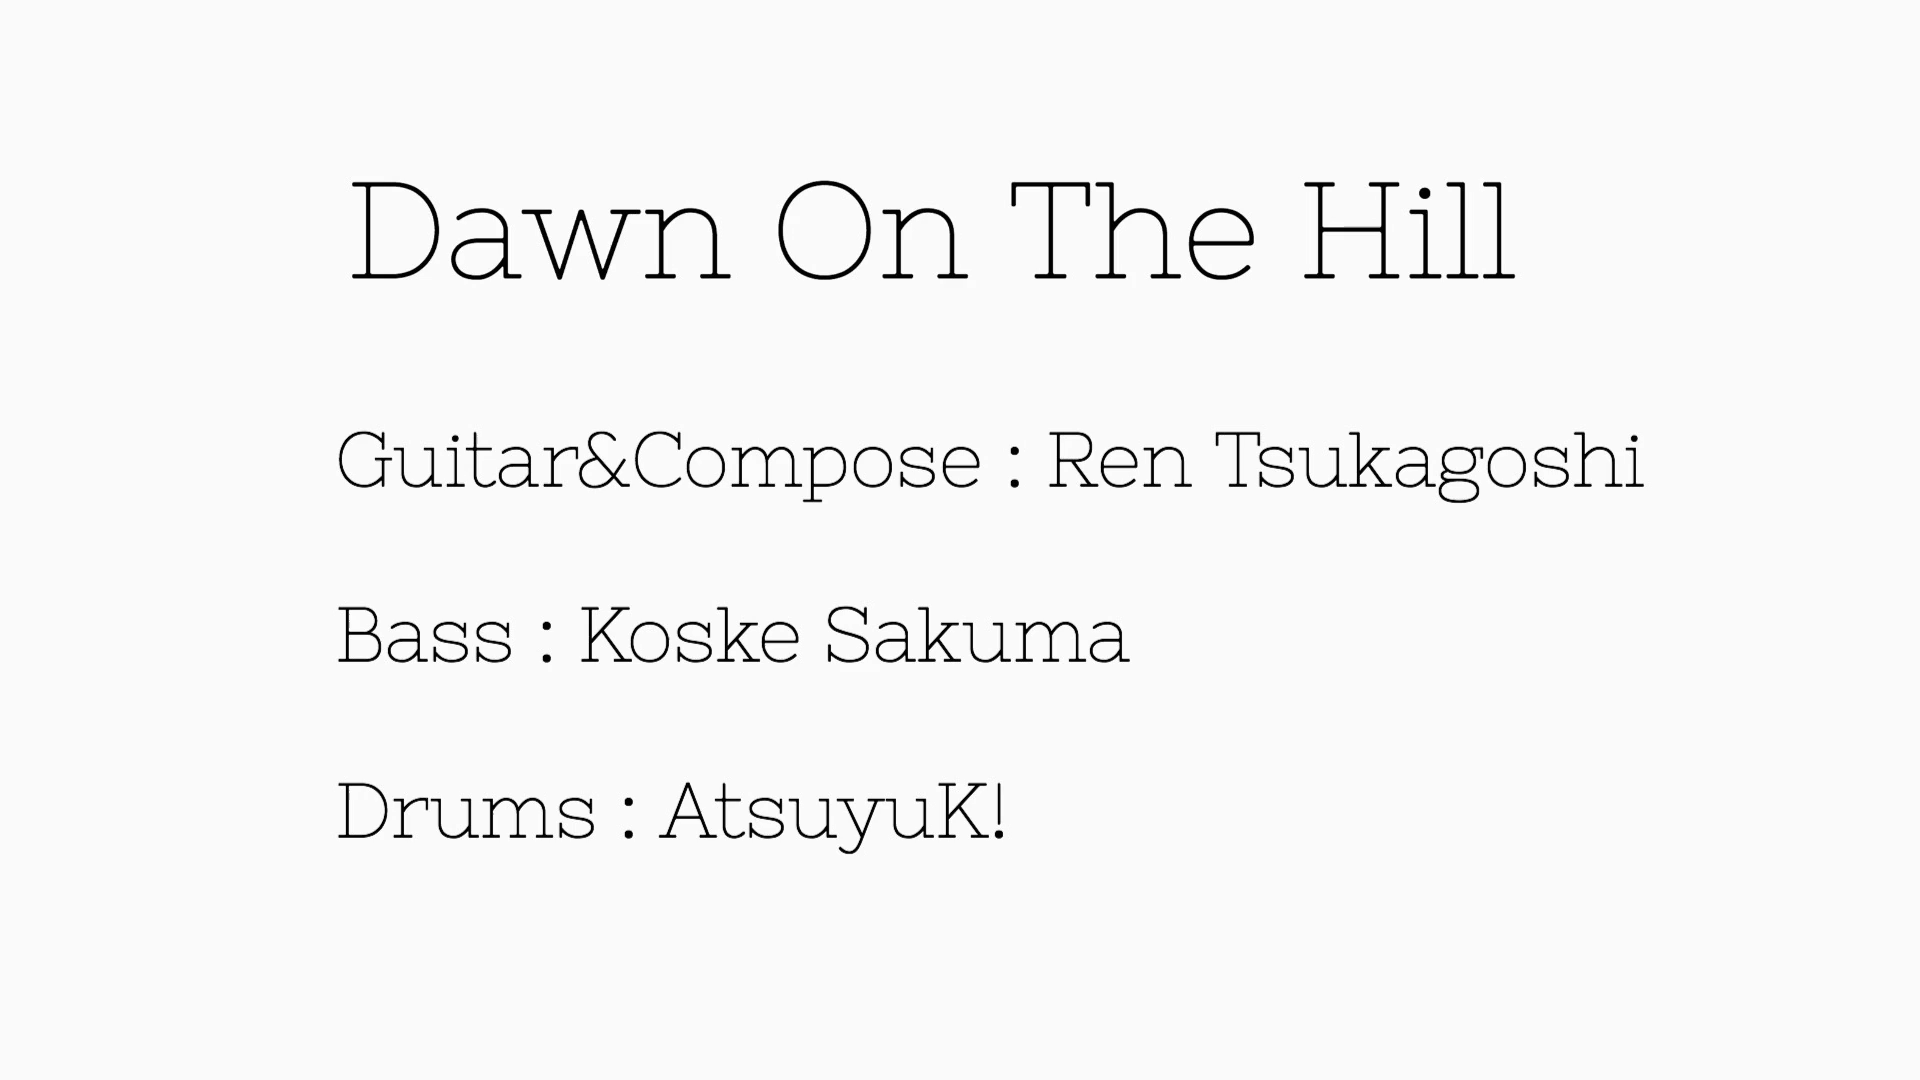 Dawn On The Hill
Guitar&Compose : Ren Tsukagoshi
Bass : Koske Sakuma
Drums : AtsuyuK!